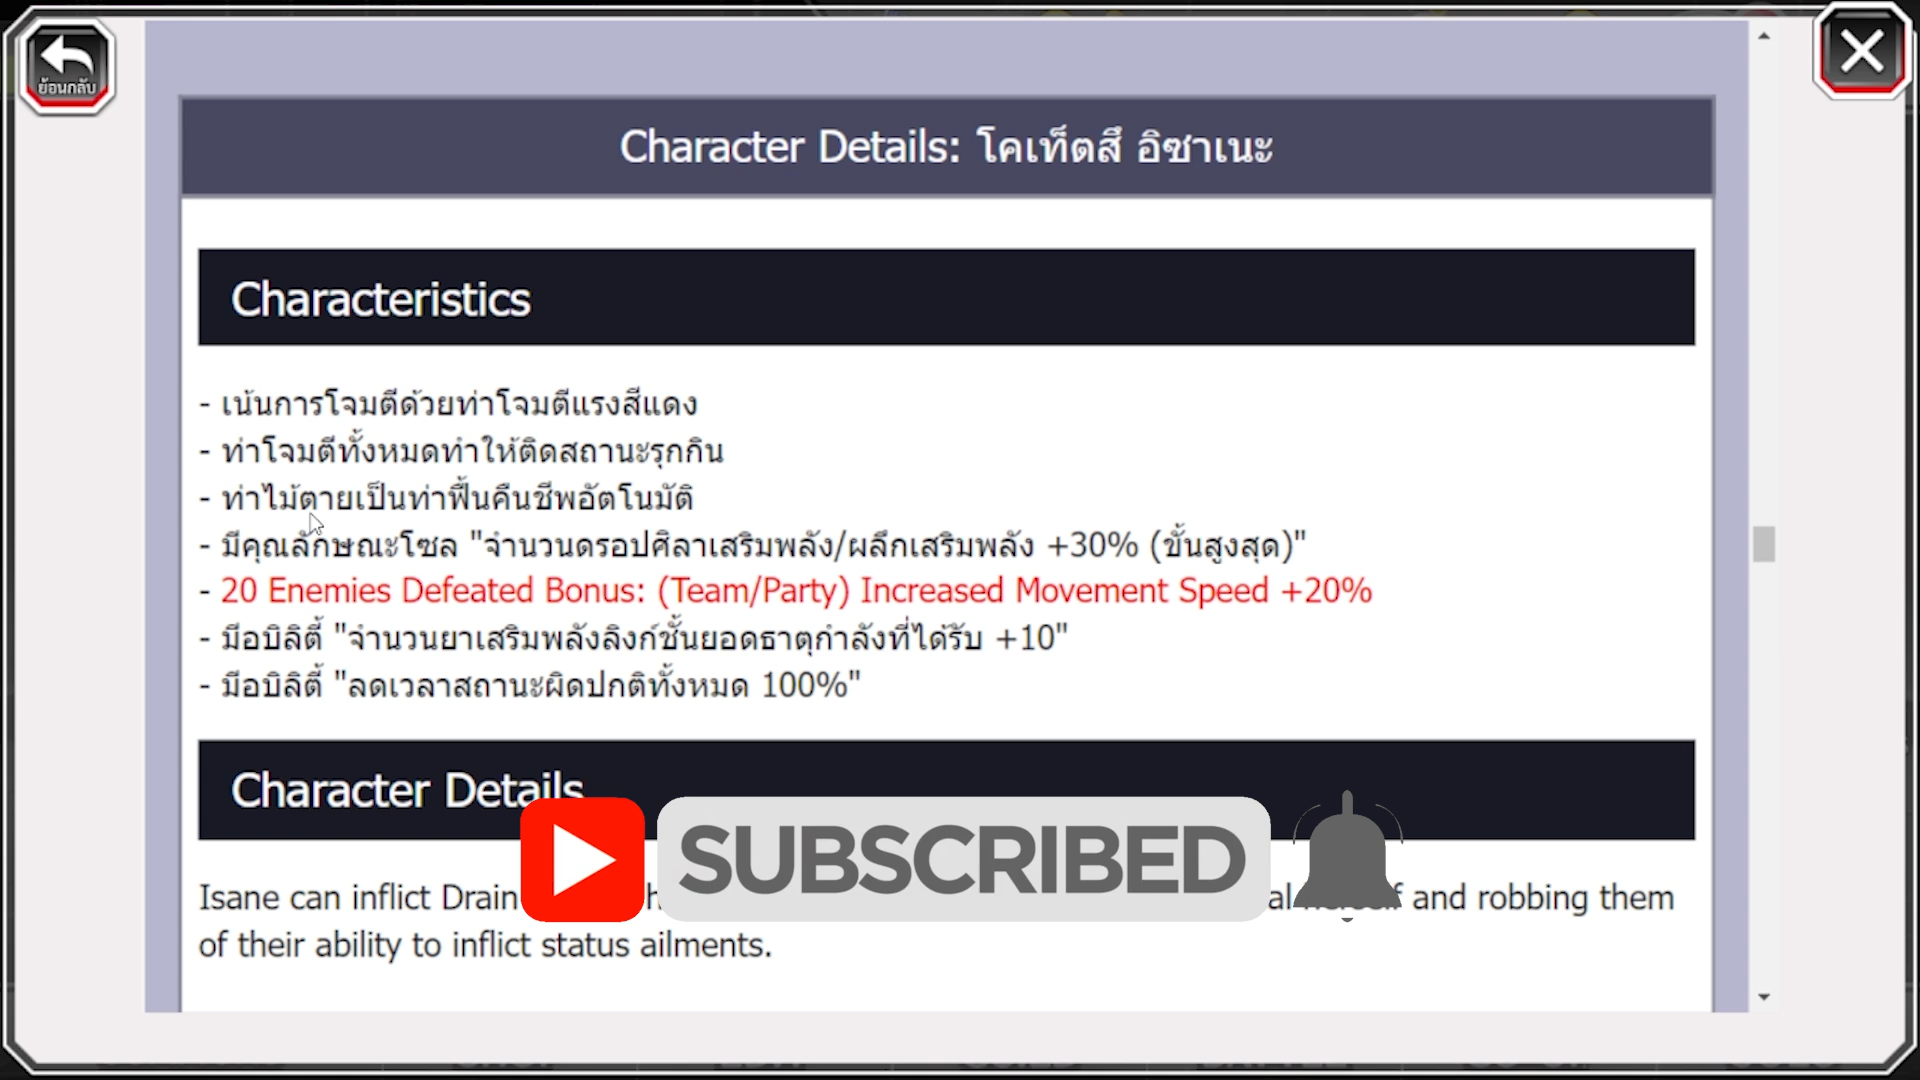 ย้อนกลับ
Character Details: โคเท็ตสึ อิซาเนะ
Characteristics
- เน้นการโจมตีด้วยท่าโจมตีแรงสีแดง
- ท่าโจมตีทั้งหมดทำให้ติดสถานะรุกกิน
- ท่าไม้ตายเป็นท่าฟื้นคืนชีพอัตโนมัติ
- มีคุณลักษณะโซล "จำนวนดรอปศิลาเสริมพลัง/ผลึกเสริมพลัง +30% (ขั้นสูงสุด)"
- 20 Enemies Defeated Bonus: (Team/Party) Increased Movement Speed +20%
- มีอบิลิตี้ "จำนวนยาเสริมพลังลิงก์ชั้นยอดธาตุกำลังที่ได้รับ +10"
- มีอบิลิตี้ "ลดเวลาสถานะผิดปกติทั้งหมด 100%"
Character Details
SUBSCRIBED
Isane can inflict Drain herself and robbing them
of their ability to inflict status ailments.